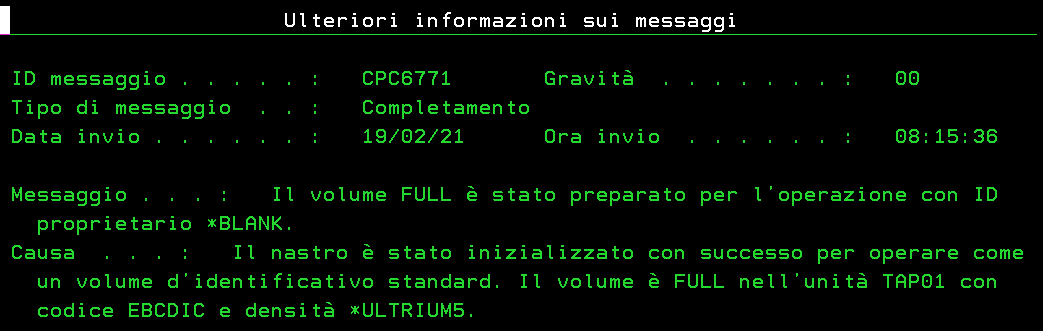 Ulteriori informazioni sui messaggi
ID messaggio . . . . . . : CPC6771 Gravità . . . . . . . : 00
Tipo di messaggio . . : Completamento
Data invio . . . . . . . : 19/02/21 Ora invio . . . . . . : 08:15:36
Messaggio . . . : Il volume FULL è stato preparato per l'operazione con ID
proprietario *BLANK.
Causa . . . . : Il nastro è stato inizializzato con successo per operare come
un volume d'identificativo standard. Il volume è FULL nell'unità TAP01 con
codice EBCDIC e densità *ULTRIUM5.